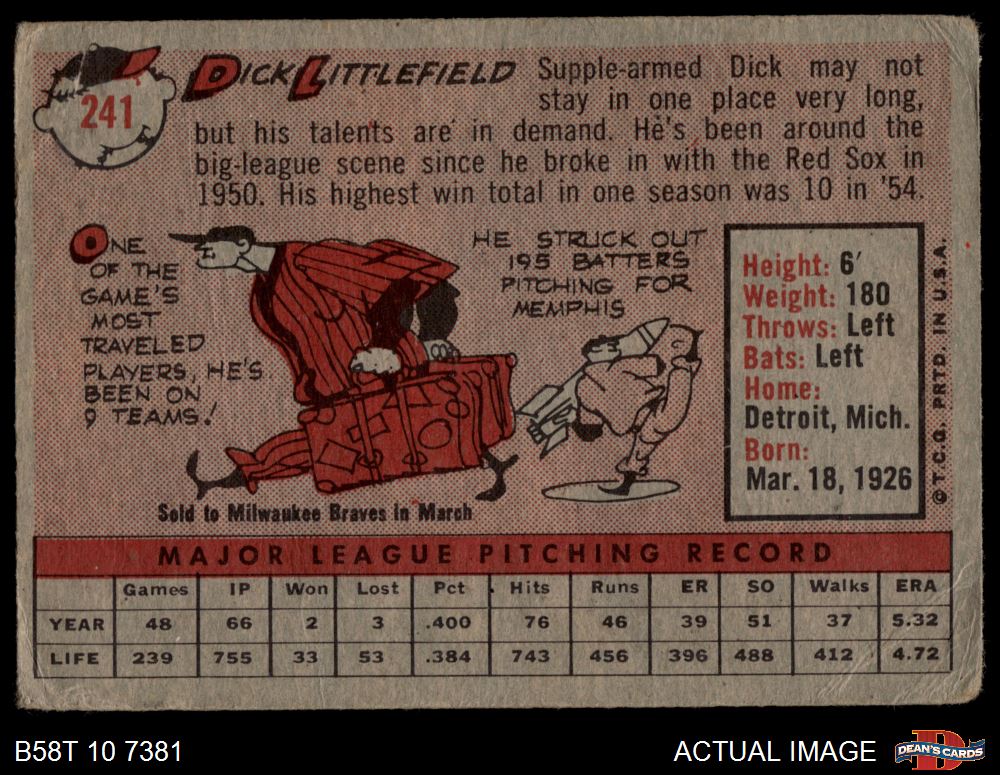 241
DICK LITTLEFIELD
Supple-armed Dick may not
stay in one place very long,
but his talents are in demand. He's been around the
big-league scene since he broke in with the Red Sox in
1950. His highest win total in one season was 10 in '54.
ONE
OF THE
GAME'S
MOST
TRAVELED
PLAYERS, HE'S
BEEN ON
9 TEAMS!
HE STRUCK OUT
195 BATTERS
PITCHING FOR
MEMPHIS
Sold to Milwaukee Braves in March
Height: 6'
Weight: 180
Throws: Left
Bats: Left
Home:
Detroit, Mich.
Born:
Mar. 18, 1926
© T.C.G. PRTD. IN U.S.A.
MAJOR LEAGUE PITCHING RECORD
Games IP Won Lost Pct. Hits Runs ER SO Walks ERA
YEAR 48 66 2 3 .400 76 46 39 51 37 5.32
LIFE 239 755 33 53 .384 743 456 396 488 412 4.72
B58T 10 7381
ACTUAL IMAGE
DEAN'S CARDS